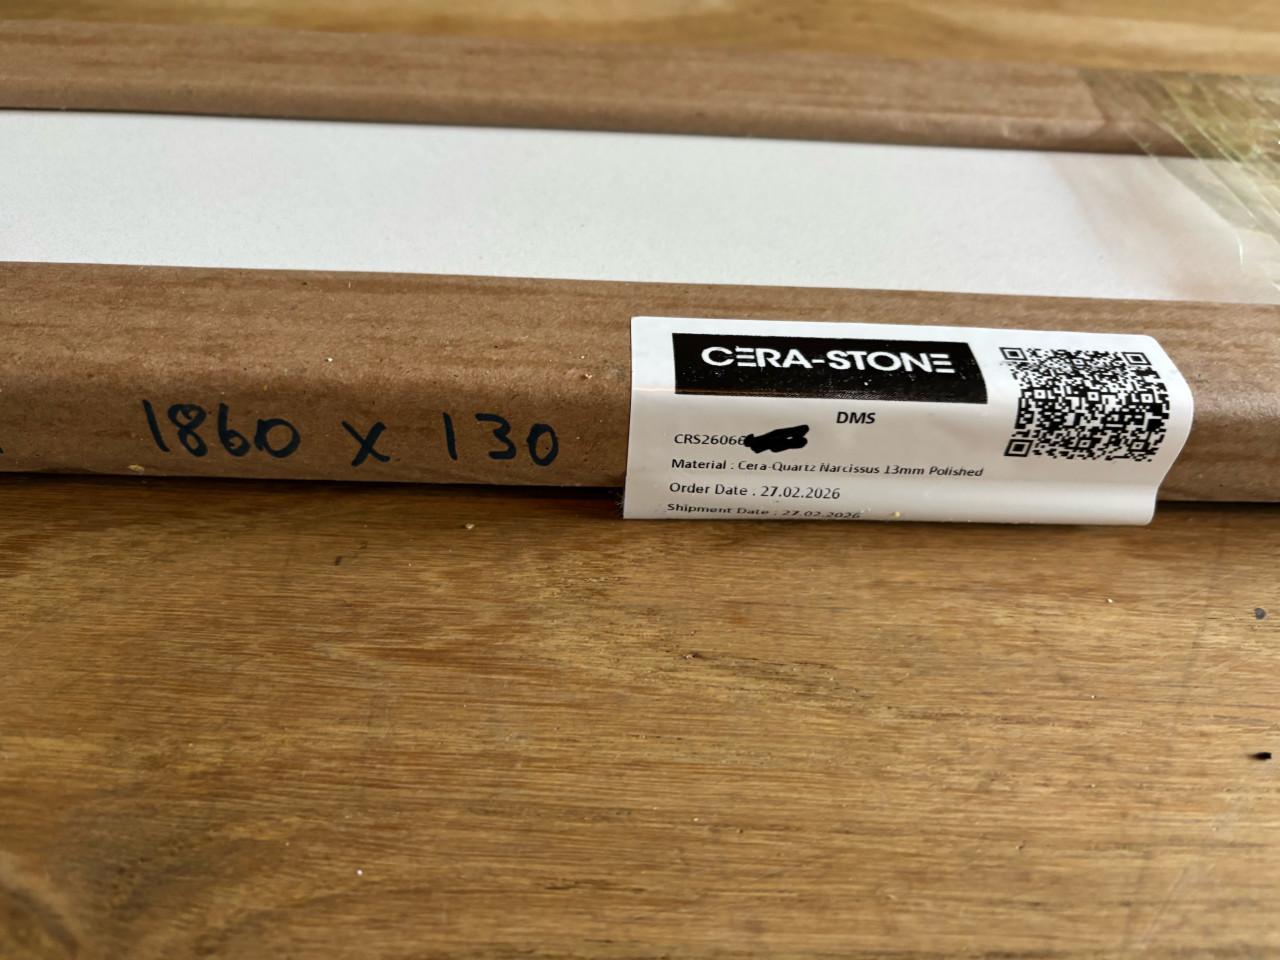 1860 x 130
CERA-STONE
DMS
CRS26066
Material : Cera-Quartz Narcissus 13mm Polished
Order Date : 27.02.2026
Shipment Date : 27.02.2026